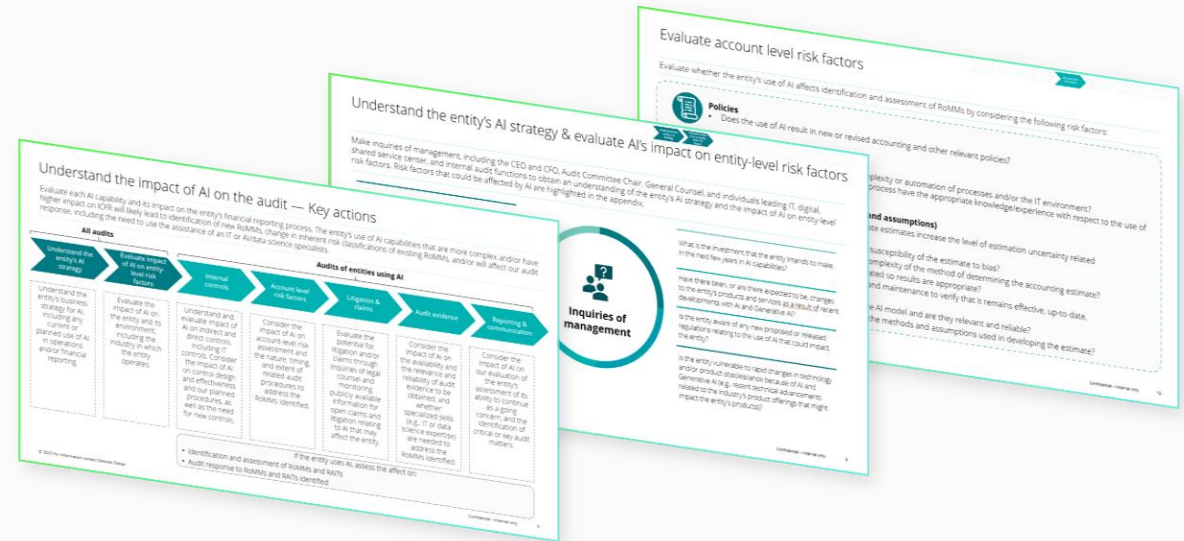 Understand the impact of AI on the audit — Key actions
Evaluate each AI capability and its impact on the entity's financial reporting process. The entity's use of AI capabilities that are more complex and/or have
higher impact on ICFR will likely lead to identification of new RoMMs, change in inherent risk classifications of existing RoMMs, and/or will affect our audit
response, including the need to use the assistance of an IT or AI/data science specialists.
All audits
Audits of entities using AI
Understand the
entity's AI
strategy
Evaluate impact
of AI on entity-
level risk
factors
Internal
controls
Account level
risk factors
Litigation &
claims
Audit evidence
Reporting &
communication
Understand the
entity's business
strategy for AI,
including any
current or
planned use of AI
in operations
and/or financial
reporting.
Evaluate the
impact of AI on
the entity and its
environment,
including the
industry in which
the entity
operates.
Understand and
evaluate impact of
AI on indirect and
direct controls,
including IT
controls. Consider
the impact of AI
on control design
and effectiveness
and our planned
procedures, as
well as the need
for new controls.
Consider the
impact of AI on
account-level risk
assessment and
the nature, timing,
and extent of
related audit
procedures to
address the
RoMMs identified.
Evaluate the
potential for
litigation and/or
claims through
inquiries of legal
counsel and
monitoring
publicly available
information for
open claims and
litigation relating
to AI that may
affect the entity
Consider the
impact of AI on
the availability and
the relevance and
reliability of audit
evidence to be
obtained, and
whether
specialized skills
(e.g., IT or data
science expertise)
are needed to
address the
RoMMs identified.
Consider the
impact of AI on
our evaluation of
the entity's
assessment of its
ability to continue
as a going
concern, and the
identification of
critical or key audit
matters.
If the entity uses AI, assess the affect on:
• Identification and assessment of RoMMs and RAITs
• Audit response to RoMMs and RAITs identified
Confidential – Internal only
Understand the entity's AI strategy & evaluate AI's impact on entity-level risk factors
Make inquiries of management, including the CEO and CFO, Audit Committee Chair, General Counsel, and individuals leading IT, digital,
shared service center, and internal audit functions to obtain an understanding of the entity's AI strategy and the impact of AI on entity-level
risk factors. Risk factors that could be affected by AI are highlighted in the appendix.
Inquiries of
management
What is the investment that the entity intends to make
in the next few years in AI capabilities?
Have there been, or are there expected to be, changes
to the entity's products and services as a result of recent
developments with AI and Generative AI?
Is the entity aware of any new proposed or released
regulations relating to the use of AI that could impact
the entity?
Is the entity vulnerable to rapid changes in technology
and/or product obsolescence because of AI and
Generative AI (e.g., recent technical advancements
related to the industry's product offerings that might
impact the entity's products)?
Confidential – Internal only
Evaluate account level risk factors
Evaluate whether the entity's use of AI affects identification and assessment of RoMMs by considering the following risk factors:
Policies
• Does the use of AI result in new or revised accounting and other relevant policies?
plexity or automation of processes and/or the IT environment?
process have the appropriate knowledge/experience with respect to the use of
and assumptions)
ate estimates increase the level of estimation uncertainty related
susceptibility of the estimate to bias?
omplexity of the method of determining the accounting estimate?
ated so results are appropriate?
and maintenance to verify that it remains effective, up-to-date,
e AI model and are they relevant and reliable?
the methods and assumptions used in developing the estimate?
Confidential – Internal only